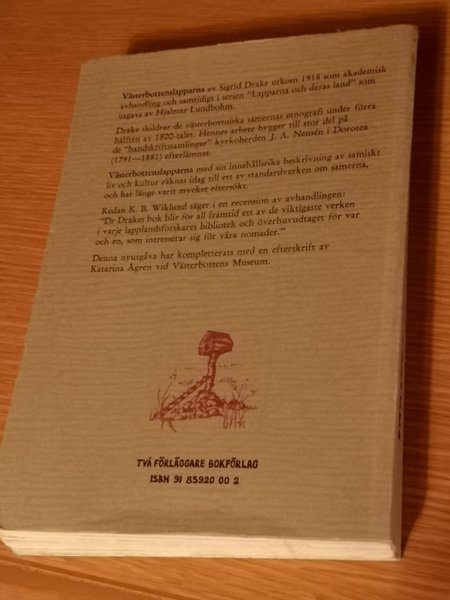 Västerbottenslapparna av Sigrid Drake utkom 1918 som akademisk
avhandling och samtidigt i serien "Lapparna och deras land" som
utgavs av Hjalmar Lundbohm.
Drake skildrar de västerbottniska samernas etnografi under förra
hälften av 1800-talet. Hennes arbete bygger till stor del på
de "handskriftssamlingar" kyrkoherden J. A. Nensén i Dorotea
(1791—1881) efterlämnat.
Västerbottenslapparna med sin innehållsrika beskrivning av samiskt
liv och kultur räknas idag till ett av standardverken om samerna,
och har länge varit mycket eftersökt.
Redan K. B. Wiklund säger i en recension av avhandlingen:
"Dr Drakes bok blir för all framtid ett av de viktigaste verken
i varje lapplandsforskares bibliotek och överhuvudtaget för var
och en, som intresserar sig för våra nomader."
Denna nyutgåva har kompletterats med en efterskrift av
Katarina Ågren vid Västerbottens Museum.
TVÅ FÖRLÄGGARE BOKFÖRLAG
ISBN 91 85920 00 2